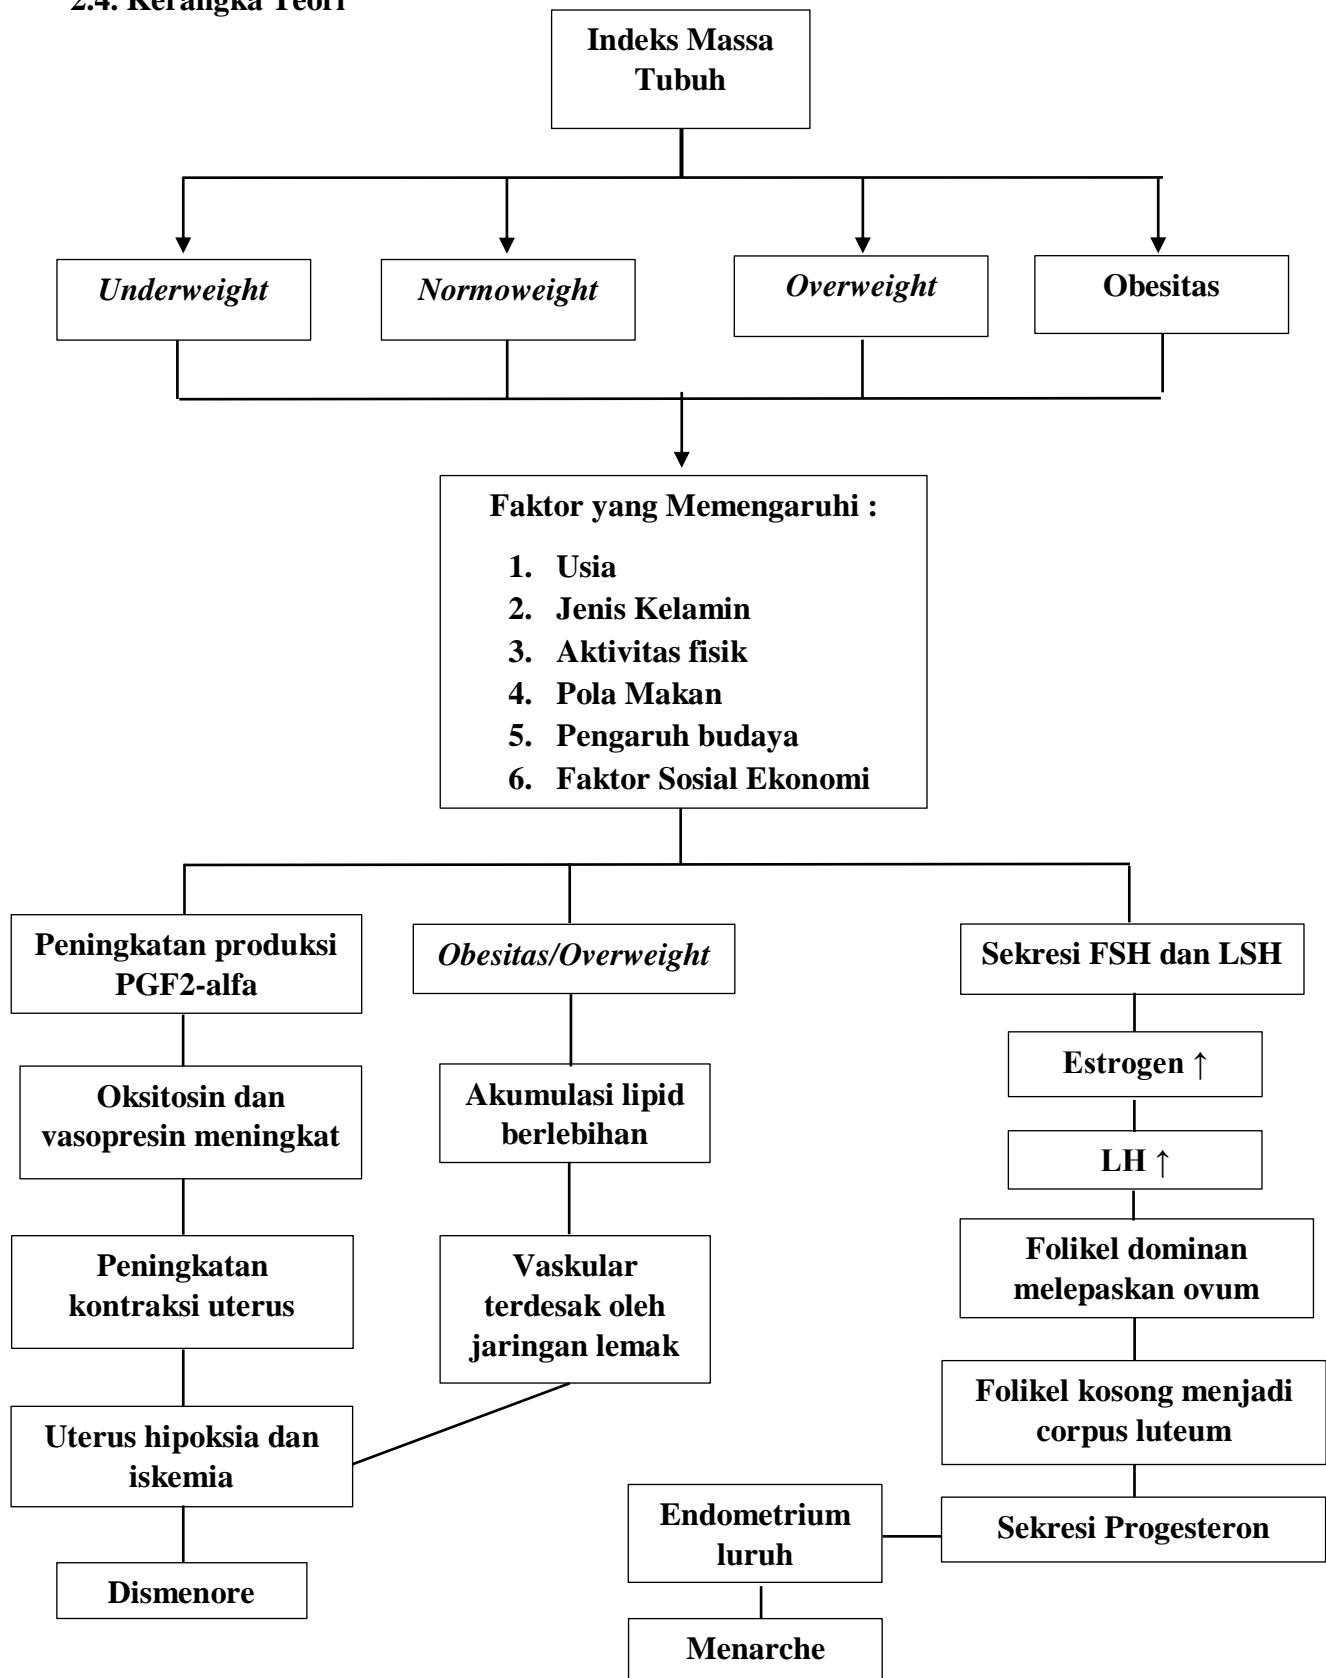 2.4. Kerangka Teori
Indeks Massa
Tubuh
Underweight
Normoweight
Overweight
Obesitas
Faktor yang Memengaruhi :
1. Usia
2. Jenis Kelamin
3. Aktivitas fisik
4. Pola Makan
5. Pengaruh budaya
6. Faktor Sosial Ekonomi
Peningkatan produksi
PGF2-alfa
Oksitosin dan
vasopresin meningkat
Peningkatan
kontraksi uterus
Uterus hipoksia dan
iskemia
Dismenore
Obesitas/Overweight
Akumulasi lipid
berlebihan
Vaskular
terdesak oleh
jaringan lemak
Sekresi FSH dan LSH
Estrogen ↑
LH ↑
Folikel dominan
melepaskan ovum
Folikel kosong menjadi
corpus luteum
Sekresi Progesteron
Endometrium
luruh
Menarche